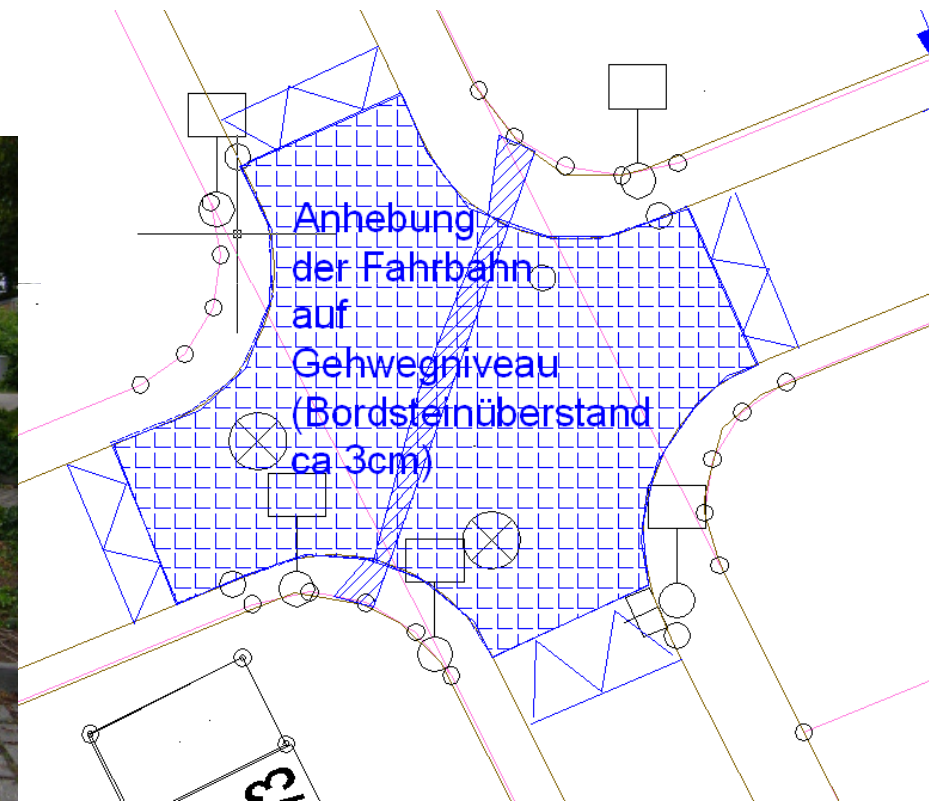 Anhebung
der Fahrbahn
auf
Gehwegniveau
(Bordsteinüberstand
ca 3cm)